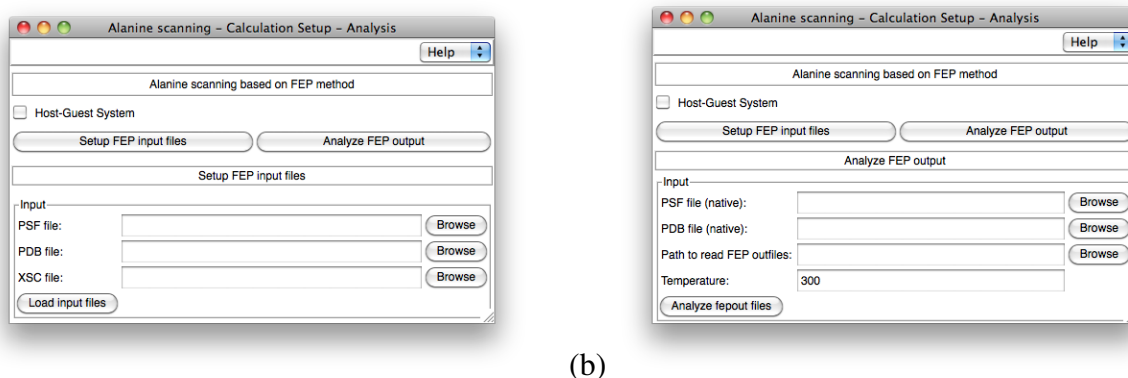 Alanine scanning – Calculation Setup – Analysis
Help
Alanine scanning based on FEP method
Host-Guest System
Setup FEP input files Analyze FEP output
Setup FEP input files
Input
PSF file: Browse
PDB file: Browse
XSC file: Browse
Load input files
Alanine scanning – Calculation Setup – Analysis
Help
Alanine scanning based on FEP method
Host-Guest System
Setup FEP input files Analyze FEP output
Analyze FEP output
Input
PSF file (native): Browse
PDB file (native): Browse
Path to read FEP outfiles: Browse
Temperature: 300
Analyze fepout files
(b)